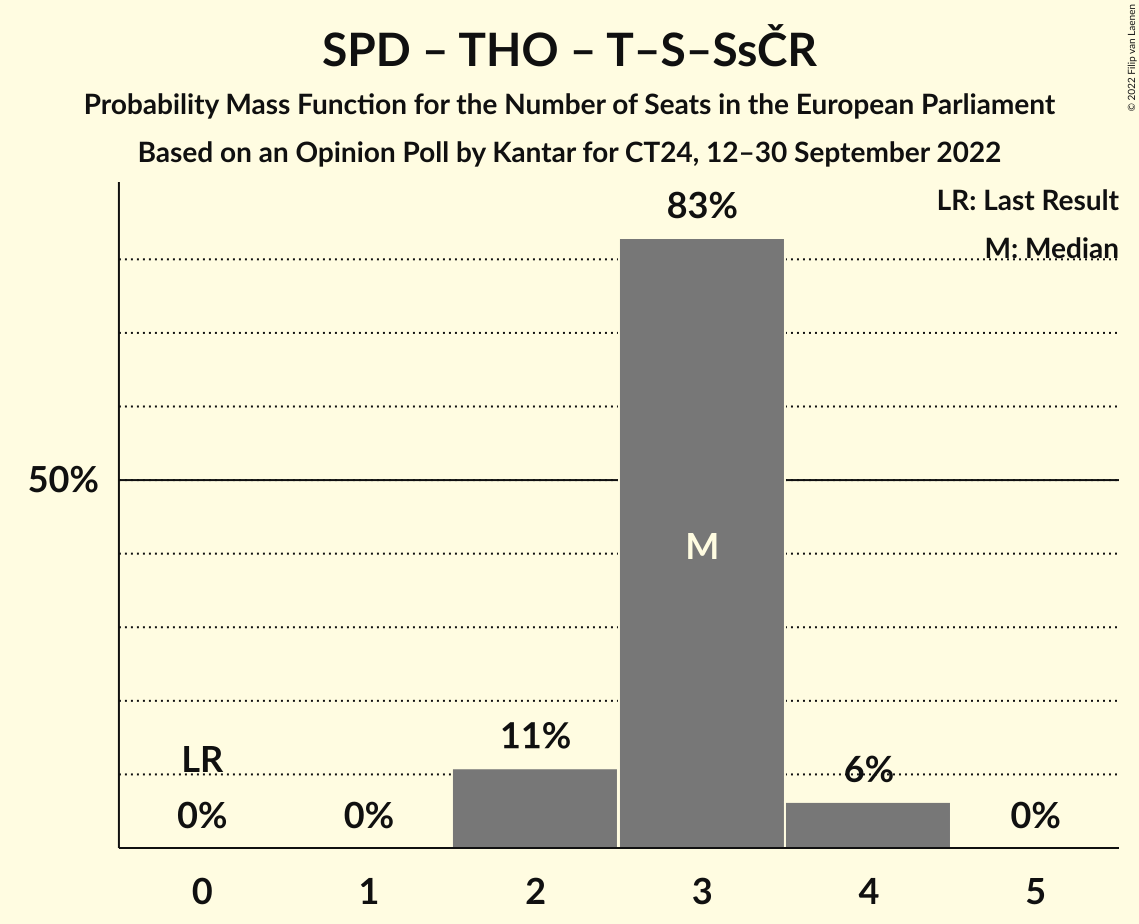 SPD – THO – T–S–SsČR
Probability Mass Function for the Number of Seats in the European Parliament
Based on an Opinion Poll by Kantar for CT24, 12–30 September 2022
© 2022 Filip van Laenen
LR: Last Result
M: Median
83%
50%
M
11%
LR
6%
0%
0%
0%
0 1 2 3 4 5